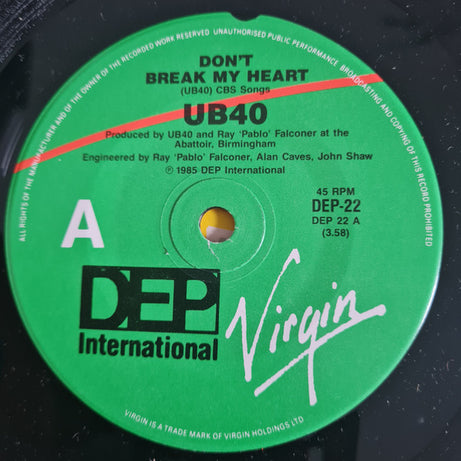 ALL RIGHTS OF THE MANUFACTURER AND OF THE OWNER OF THE RECORDED WORK RESERVED UNAUTHORISED PUBLIC PERFORMANCE BROADCASTING AND COPYING OF THIS RECORD PROHIBITED
DON'T
BREAK MY HEART
(UB40) CBS Songs
UB40
Produced by UB40 and Ray 'Pablo' Falconer at the
Abattoir, Birmingham
Engineered by Ray 'Pablo' Falconer, Alan Caves, John Shaw
℗ 1985 DEP International
45 RPM
DEP-22
DEP 22 A
(3.58)
A
DEP
International
Virgin
VIRGIN IS A TRADE MARK OF VIRGIN HOLDINGS LTD